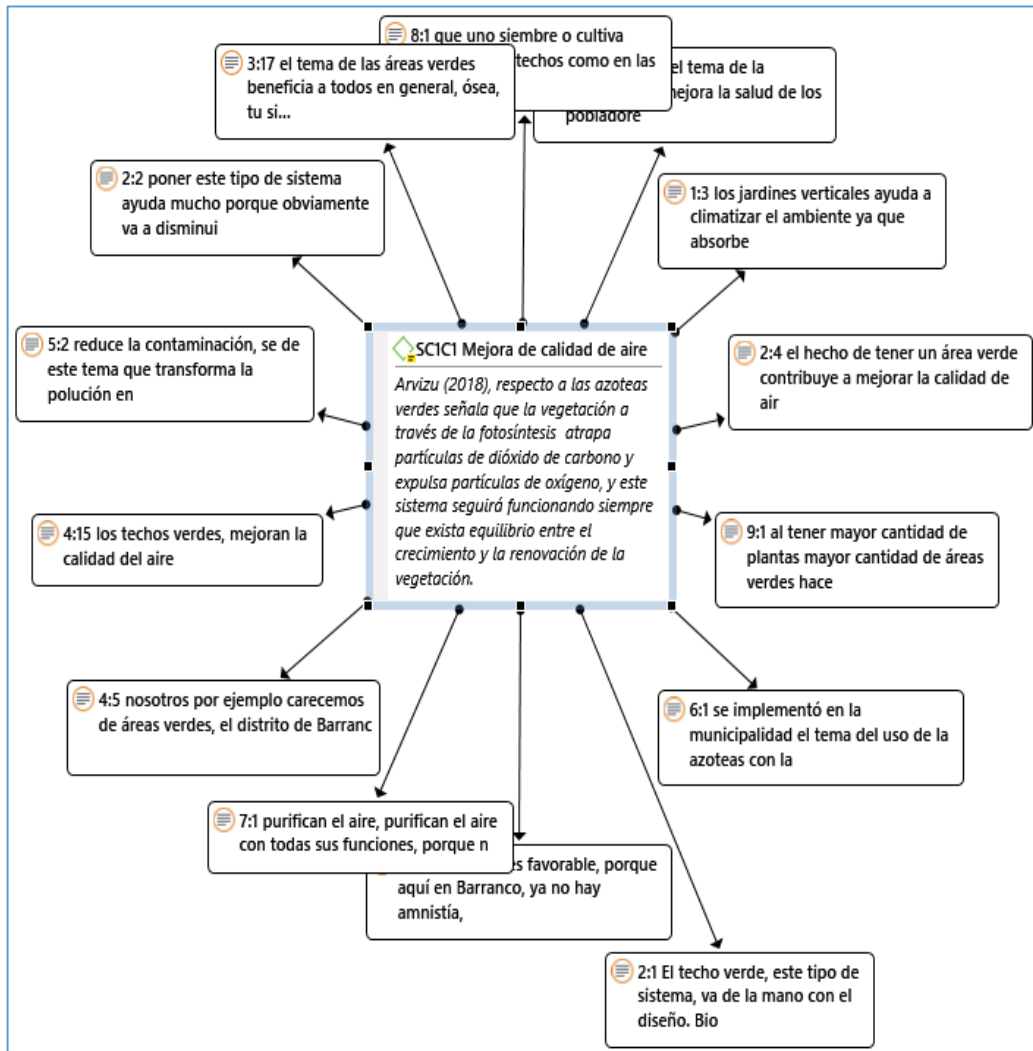 8:1 que uno siembre o cultiva
techos como en las
3:17 el tema de las áreas verdes
beneficia a todos en general, ósea,
tu si...
el tema de la
mejora la salud de los
pobladore
2:2 poner este tipo de sistema
ayuda mucho porque obviamente
va a disminui
1:3 los jardines verticales ayuda a
climatizar el ambiente ya que
absorbe
5:2 reduce la contaminación, se de
este tema que transforma la
polución en
SC1C1 Mejora de calidad de aire
Arvizu (2018), respecto a las azoteas
verdes señala que la vegetación a
través de la fotosíntesis atrapa
partículas de dióxido de carbono y
expulsa partículas de oxígeno, y este
sistema seguirá funcionando siempre
que exista equilibrio entre el
crecimiento y la renovación de la
vegetación.
2:4 el hecho de tener un área verde
contribuye a mejorar la calidad de
air
4:15 los techos verdes, mejoran la
calidad del aire
9:1 al tener mayor cantidad de
plantas mayor cantidad de áreas
verdes hace
4:5 nosotros por ejemplo carecemos
de áreas verdes, el distrito de Barranc
6:1 se implementó en la
municipalidad el tema del uso de la
azoteas con la
7:1 purifican el aire, purifican el aire
con todas sus funciones, porque n
es favorable, porque
aquí en Barranco, ya no hay
amnistía,
2:1 El techo verde, este tipo de
sistema, va de la mano con el
diseño. Bio